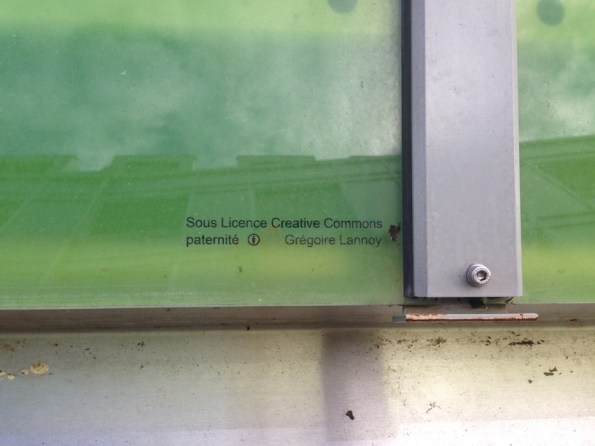 Sous Licence Creative Commons
paternité Grégoire Lannoy